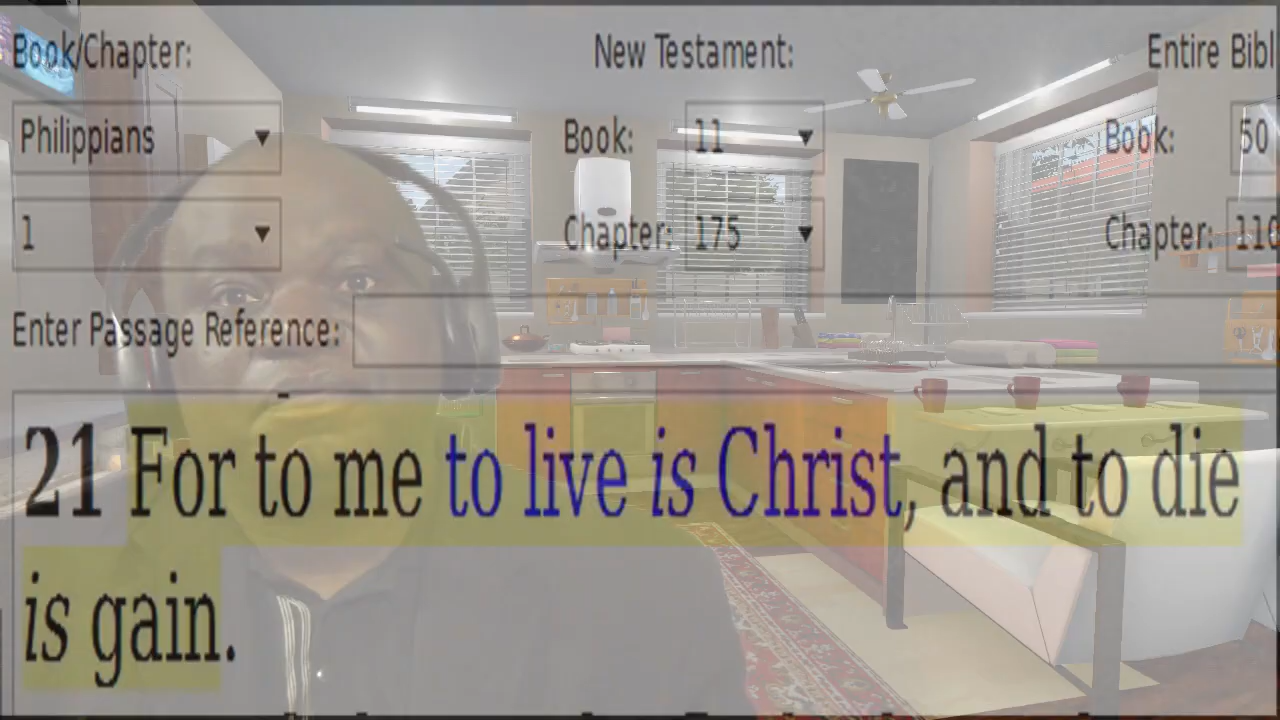 Book/Chapter: New Testament: Entire Bibl
Philippians Book: 11 Book: 50
1 Chapter: 175 Chapter: 110
Enter Passage Reference:
21 For to me to live is Christ, and to die
is gain.